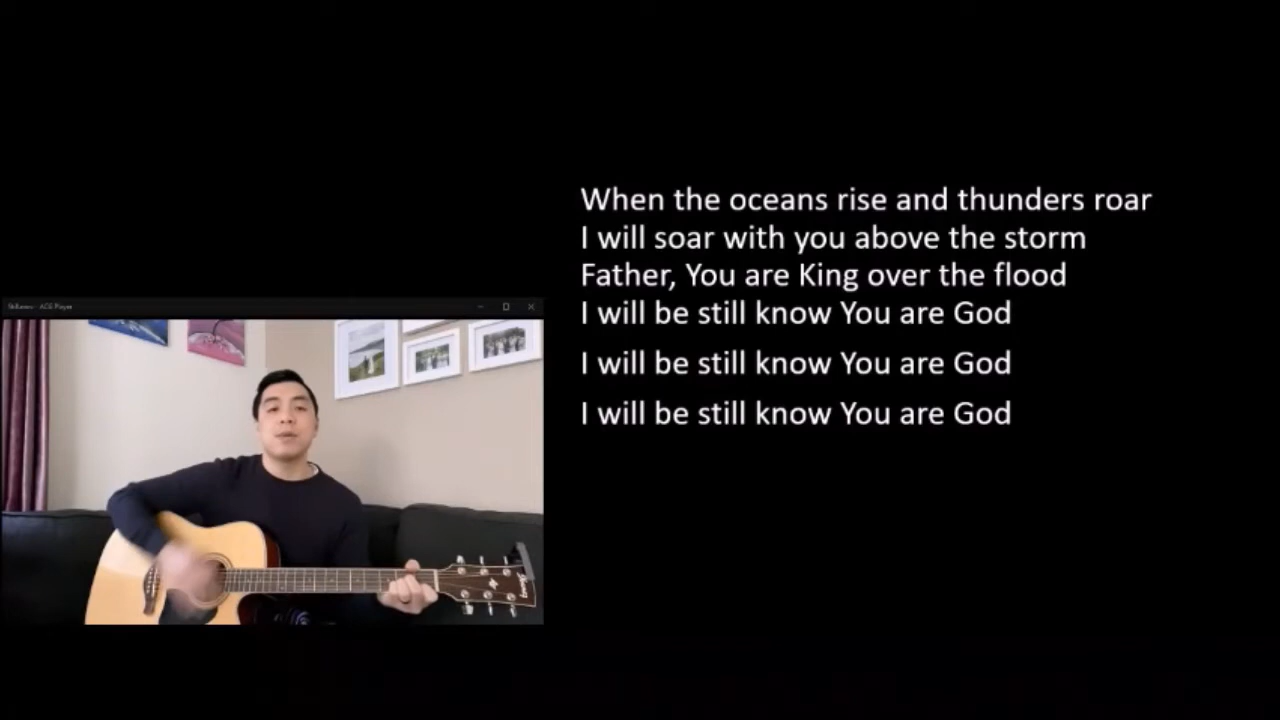 When the oceans rise and thunders roar
I will soar with you above the storm
Father, You are King over the flood
I will be still know You are God
I will be still know You are God
I will be still know You are God
Ibanez